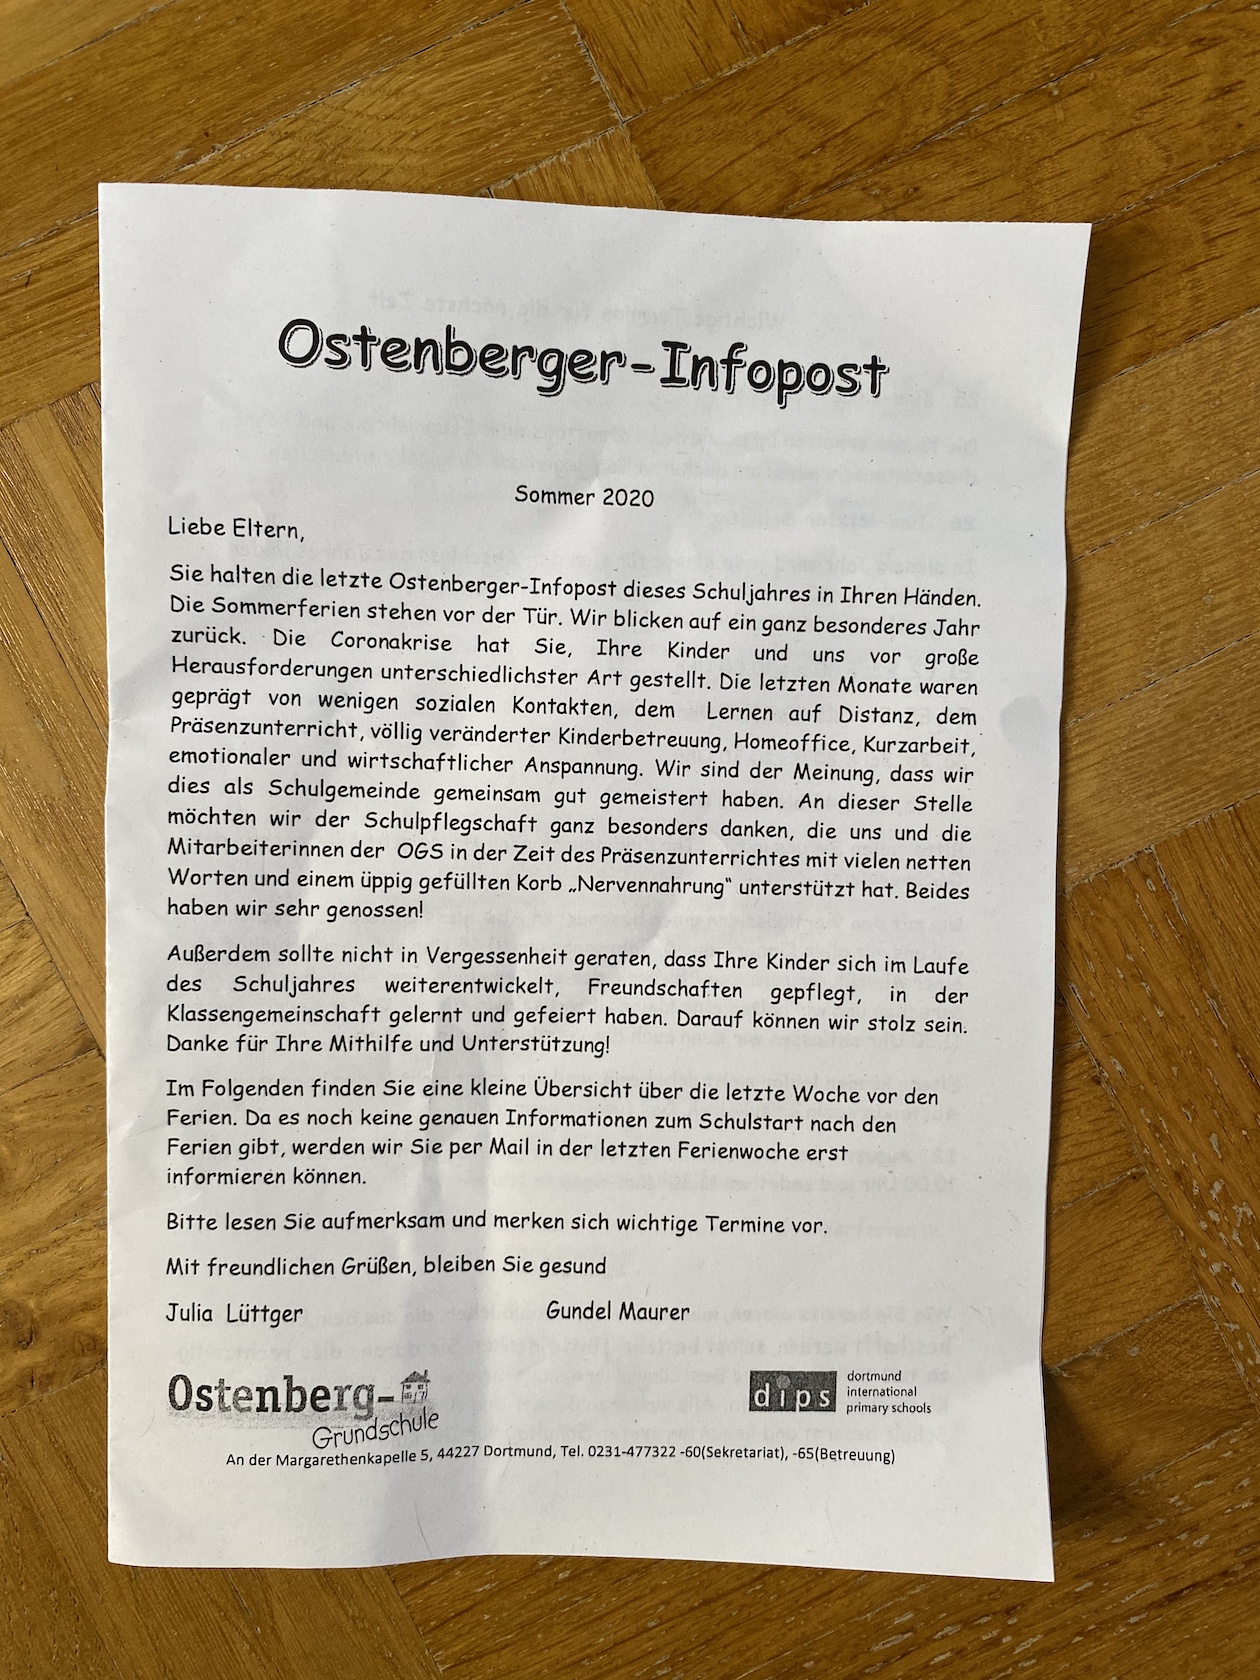 Ostenberger-Infopost
Sommer 2020
Liebe Eltern,
Sie halten die letzte Ostenberger-Infopost dieses Schuljahres in Ihren Händen.
Die Sommerferien stehen vor der Tür. Wir blicken auf ein ganz besonderes Jahr
zurück. Die Coronakrise hat Sie, Ihre Kinder und uns vor große
Herausforderungen unterschiedlichster Art gestellt. Die letzten Monate waren
geprägt von wenigen sozialen Kontakten, dem Lernen auf Distanz, dem
Präsenzunterricht, völlig veränderter Kinderbetreuung, Homeoffice, Kurzarbeit,
emotionaler und wirtschaftlicher Anspannung. Wir sind der Meinung, dass wir
dies als Schulgemeinde gemeinsam gut gemeistert haben. An dieser Stelle
möchten wir der Schulpflegschaft ganz besonders danken, die uns und die
Mitarbeiterinnen der OGS in der Zeit des Präsenzunterrichtes mit vielen netten
Worten und einem üppig gefüllten Korb „Nervennahrung“ unterstützt hat. Beides
haben wir sehr genossen!
Außerdem sollte nicht in Vergessenheit geraten, dass Ihre Kinder sich im Laufe
des Schuljahres weiterentwickelt, Freundschaften gepflegt, in der
Klassengemeinschaft gelernt und gefeiert haben. Darauf können wir stolz sein.
Danke für Ihre Mithilfe und Unterstützung!
Im Folgenden finden Sie eine kleine Übersicht über die letzte Woche vor den
Ferien. Da es noch keine genauen Informationen zum Schulstart nach den
Ferien gibt, werden wir Sie per Mail in der letzten Ferienwoche erst
informieren können.
Bitte lesen Sie aufmerksam und merken sich wichtige Termine vor.
Mit freundlichen Grüßen, bleiben Sie gesund
Julia Lüttger Gundel Maurer
Ostenberg-
Grundschule
dips
dortmund
international
primary schools
An der Margarethenkapelle 5, 44227 Dortmund, Tel. 0231-477322 -60(Sekretariat), -65(Betreuung)